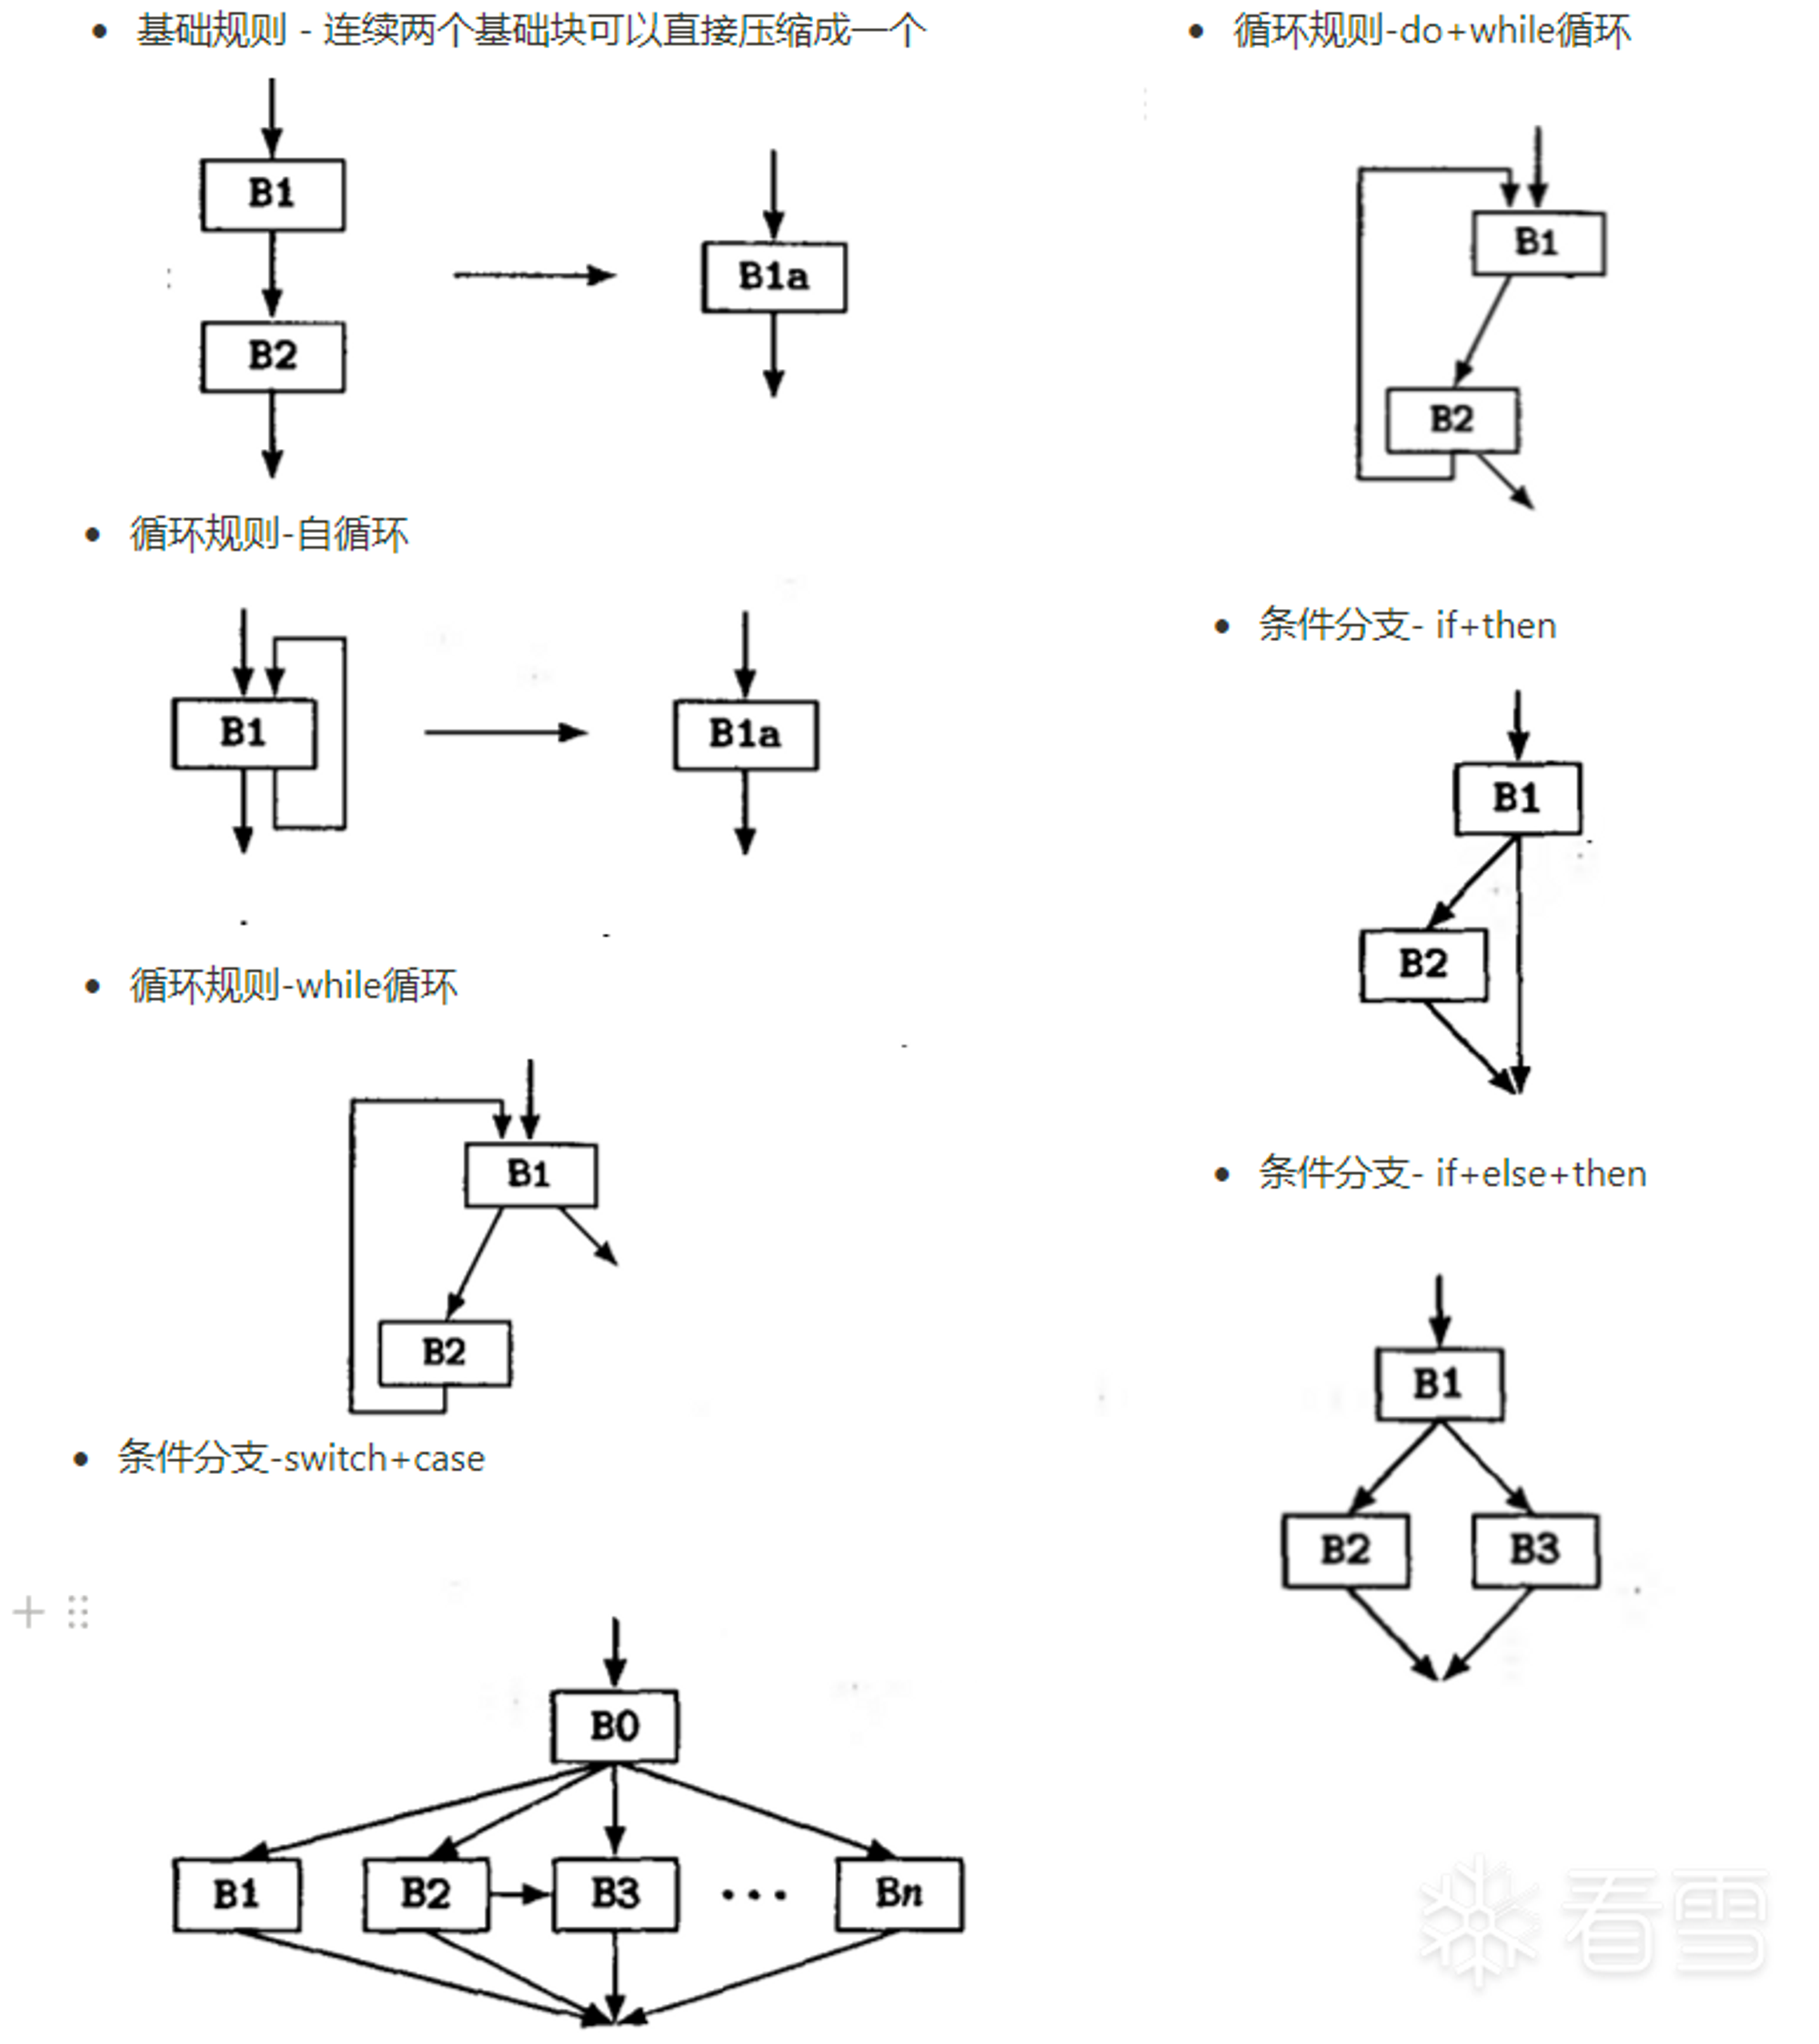 基础规则 - 连续两个基础块可以直接压缩成一个
B1
B1a
B2
循环规则-自循环
B1
B1a
循环规则-while循环
B1
B2
条件分支-switch+case
B0
B1
B2
B3
Bn
循环规则-do+while循环
B1
B2
条件分支- if+then
B1
B2
条件分支- if+else+then
B1
B2
B3
看雪